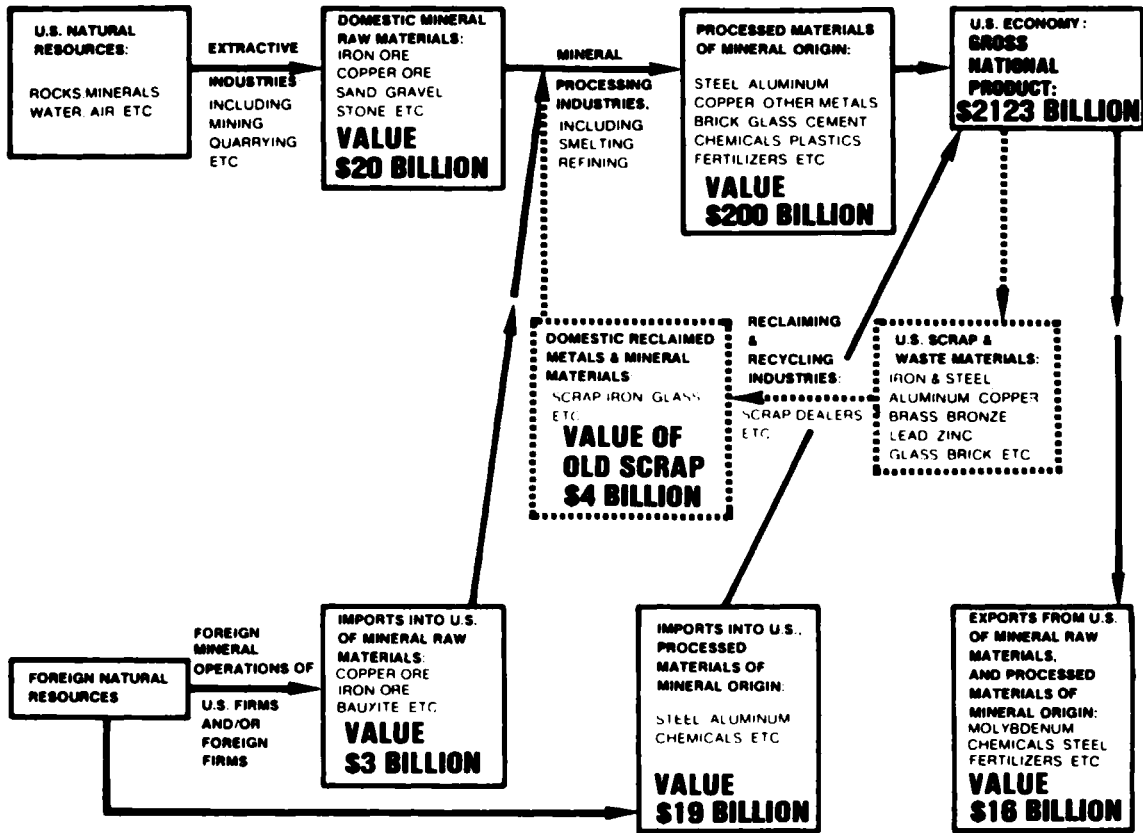 U.S. NATURAL
RESOURCES:
ROCKS MINERALS
WATER AIR ETC
EXTRACTIVE
INDUSTRIES
INCLUDING
MINING
QUARRYING
ETC
DOMESTIC MINERAL
RAW MATERIALS:
IRON ORE
COPPER ORE
SAND GRAVEL
STONE ETC
VALUE
$20 BILLION
MINERAL
PROCESSING
INDUSTRIES,
INCLUDING
SMELTING
REFINING
PROCESSED MATERIALS
OF MINERAL ORIGIN:
STEEL ALUMINUM
COPPER OTHER METALS
BRICK GLASS CEMENT
CHEMICALS PLASTICS
FERTILIZERS ETC
VALUE
$200 BILLION
U.S. ECONOMY:
GROSS
NATIONAL
PRODUCT:
$2123 BILLION
DOMESTIC RECLAIMED
METALS & MINERAL
MATERIALS
SCRAP IRON GLASS
ETC
VALUE OF
OLD SCRAP
$4 BILLION
RECLAIMING
&
RECYCLING
INDUSTRIES:
SCRAP DEALERS
ETC
U.S. SCRAP &
WASTE MATERIALS:
IRON & STEEL
ALUMINUM COPPER
BRASS BRONZE
LEAD ZINC
GLASS BRICK ETC
FOREIGN NATURAL
RESOURCES
FOREIGN
MINERAL
OPERATIONS OF
U.S. FIRMS
AND/OR
FOREIGN
FIRMS
IMPORTS INTO U.S.
OF MINERAL RAW
MATERIALS:
COPPER ORE
IRON ORE
BAUXITE ETC
VALUE
$3 BILLION
IMPORTS INTO U.S.,
PROCESSED
MATERIALS OF
MINERAL ORIGIN:
STEEL ALUMINUM
CHEMICALS ETC
VALUE
$19 BILLION
EXPORTS FROM U.S.
OF MINERAL RAW
MATERIALS,
AND PROCESSED
MATERIALS OF
MINERAL ORIGIN:
MOLYBDENUM
CHEMICALS STEEL
FERTILIZERS ETC
VALUE
$16 BILLION